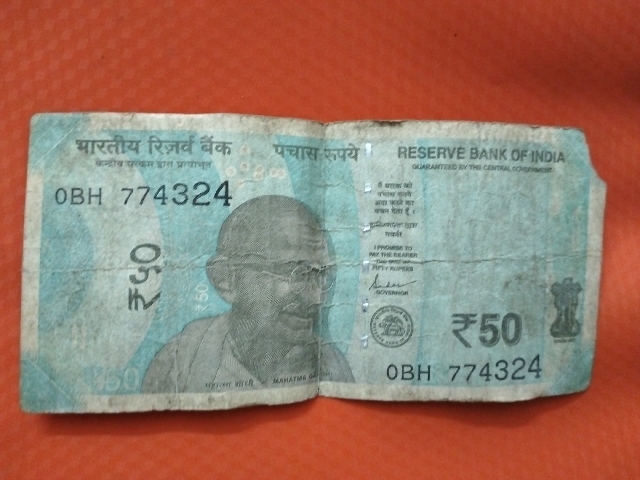 भारतीय रिज़र्व बैंक
केन्द्रीय सरकार द्वारा प्रत्याभूत
पचास रूपये
RESERVE BANK OF INDIA
GUARANTEED BY THE CENTRAL GOVERNMENT
0BH 774324
₹५०
₹50
मैं धारक को
पचास रुपये
अदा करने का
वचन देता हूँ।
I PROMISE TO
PAY THE BEARER
THE SUM OF
FIFTY RUPEES
GOVERNOR
₹50
50
MAHATMA
0BH 774324